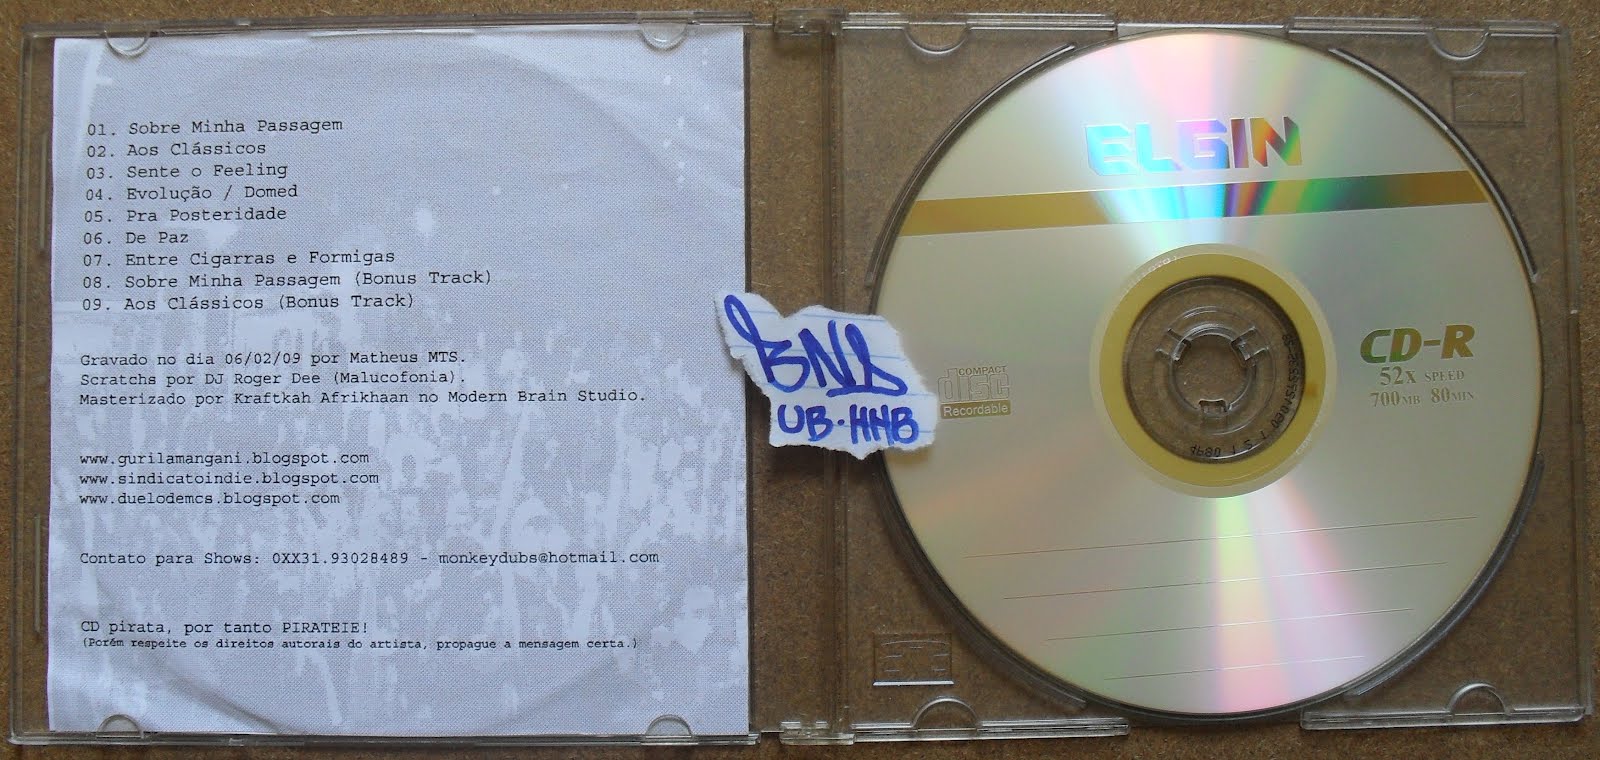 01. Sobre Minha Passagem
02. Aos Clássicos
03. Sente o Feeling
04. Evolução / Domed
05. Pra Posteridade
06. De Paz
07. Entre Cigarras e Formigas
08. Sobre Minha Passagem (Bonus Track)
09. Aos Clássicos (Bonus Track)
Gravado no dia 06/02/09 por Matheus MTS.
Scratchs por DJ Roger Dee (Malucofonia).
Masterizado por Kraftkah Afrikhaan no Modern Brain Studio.
www.gurilamangani.blogspot.com
www.sindicatoindie.blogspot.com
www.duelodemcs.blogspot.com
Contato para Shows: 0XX31.93028489 - monkeydubs@hotmail.com
CD pirata, por tanto PIRATEIE!
(Porém respeite os direitos autorais do artista, propague a mensagem certa.)
UB·HHB
ELGIN
COMPACT
disc
Recordable
CD-R
52X SPEED
700MB 80MIN